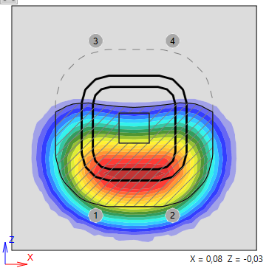 3 4
1 2
Z
X
X = 0,08 Z = -0,03